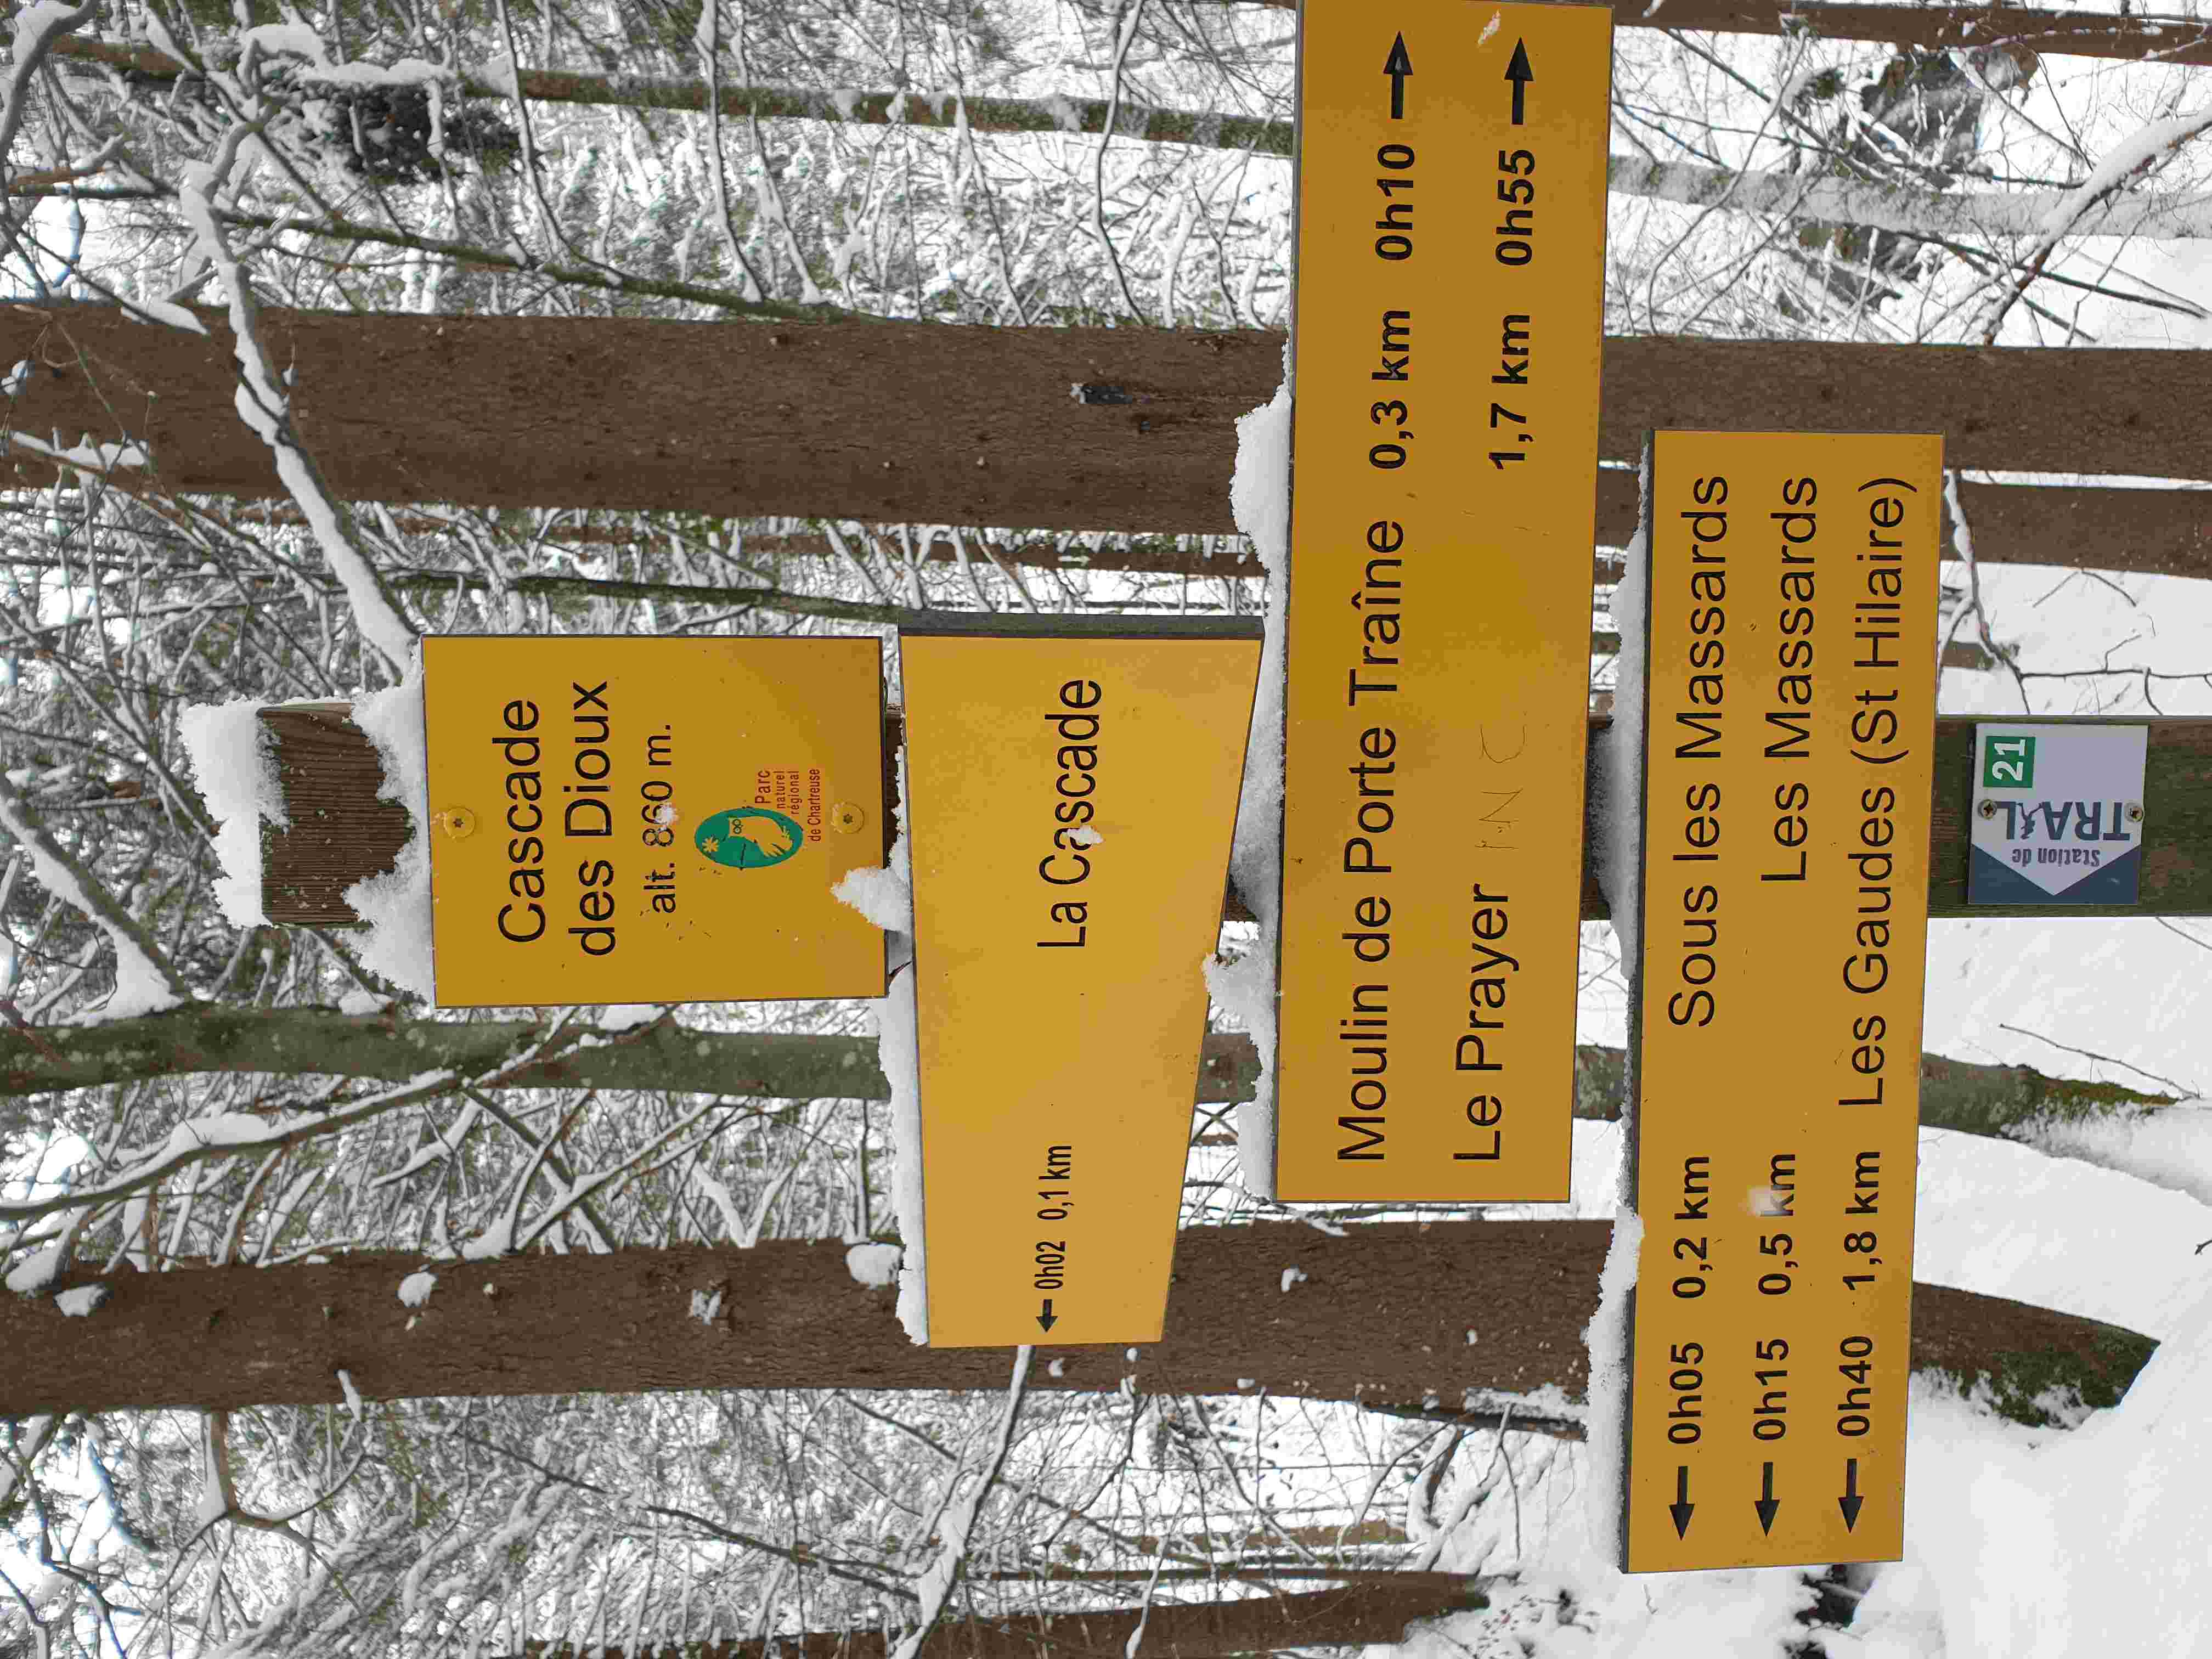 Cascade
des Dioux
alt. 860 m.
Parc
naturel
régional
de Chartreuse
0h02 0,1 km La Cascade
Moulin de Porte Traîne 0,3 km 0h10
Le Prayer INC 1,7 km 0h55
0h05 0,2 km Sous les Massards
0h15 0,5 km Les Massards
0h40 1,8 km Les Gaudes (St Hilaire)
Station de
TRAIL
21